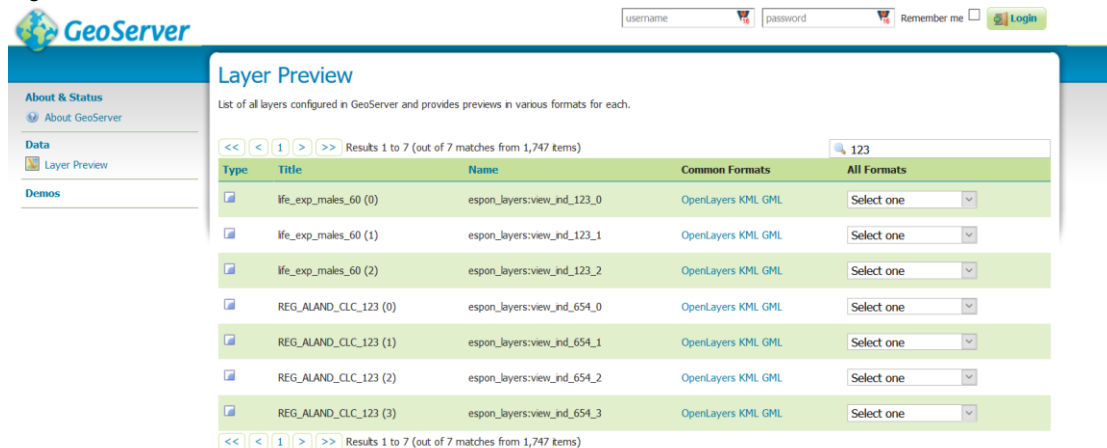 GeoServer
username password Remember me Login
Layer Preview
List of all layers configured in GeoServer and provides previews in various formats for each.
About & Status
About GeoServer
Data
Layer Preview
Demos
<< < 1 > >> Results 1 to 7 (out of 7 matches from 1,747 items) 123
Type Title Name Common Formats All Formats
life_exp_males_60 (0) espon_layers:view_ind_123_0 OpenLayers KML GML Select one
life_exp_males_60 (1) espon_layers:view_ind_123_1 OpenLayers KML GML Select one
life_exp_males_60 (2) espon_layers:view_ind_123_2 OpenLayers KML GML Select one
REG_ALAND_CLC_123 (0) espon_layers:view_ind_654_0 OpenLayers KML GML Select one
REG_ALAND_CLC_123 (1) espon_layers:view_ind_654_1 OpenLayers KML GML Select one
REG_ALAND_CLC_123 (2) espon_layers:view_ind_654_2 OpenLayers KML GML Select one
REG_ALAND_CLC_123 (3) espon_layers:view_ind_654_3 OpenLayers KML GML Select one
<< < 1 > >> Results 1 to 7 (out of 7 matches from 1,747 items)